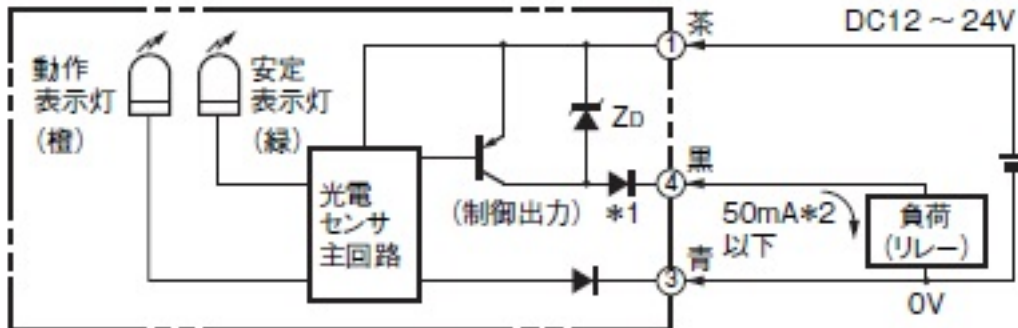 動作
表示灯
(橙)
安定
表示灯
(緑)
光電
センサ
主回路
(制御出力)
ZD
*1
1
茶
DC12 ~ 24V
4
黒
50mA*2
以下
負荷
(リレー)
3
青
0V